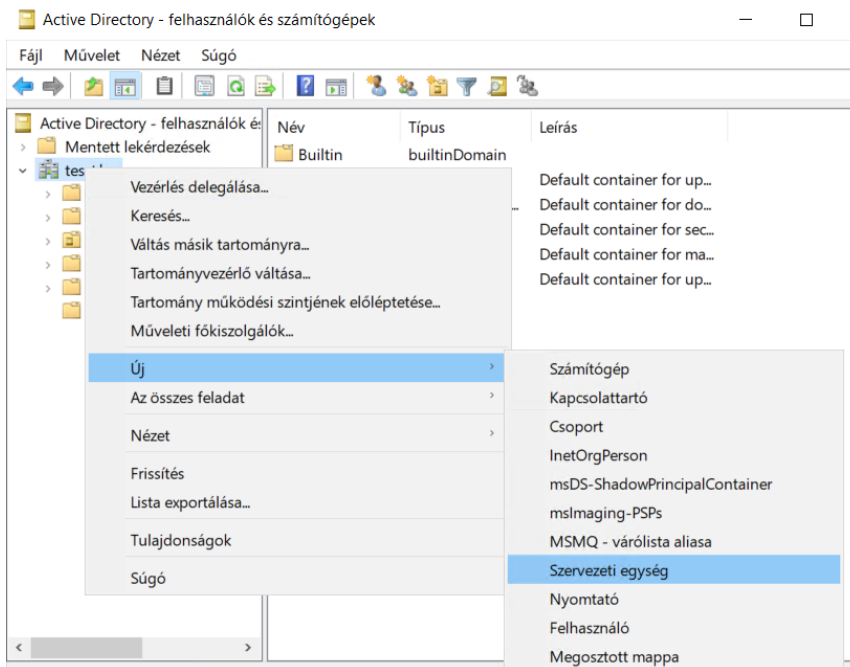 Active Directory - felhasználók és számítógépek
Fájl Művelet Nézet Súgó
Active Directory - felhasználók és
Mentett lekérdezések
Név Típus Leírás
Builtin builtinDomain
Default container for up...
Default container for do...
Default container for sec...
Default container for ma...
Default container for up...
Vezérlés delegálása...
Keresés...
Váltás másik tartományra...
Tartományvezérlő váltása...
Tartomány működési szintjének előléptetése...
Műveleti főkiszolgálók...
Új
Az összes feladat
Nézet
Frissítés
Lista exportálása...
Tulajdonságok
Súgó
Számítógép
Kapcsolattartó
Csoport
InetOrgPerson
msDS-ShadowPrincipalContainer
msImaging-PSPs
MSMQ - várólista aliasa
Szervezeti egység
Nyomtató
Felhasználó
Megosztott mappa